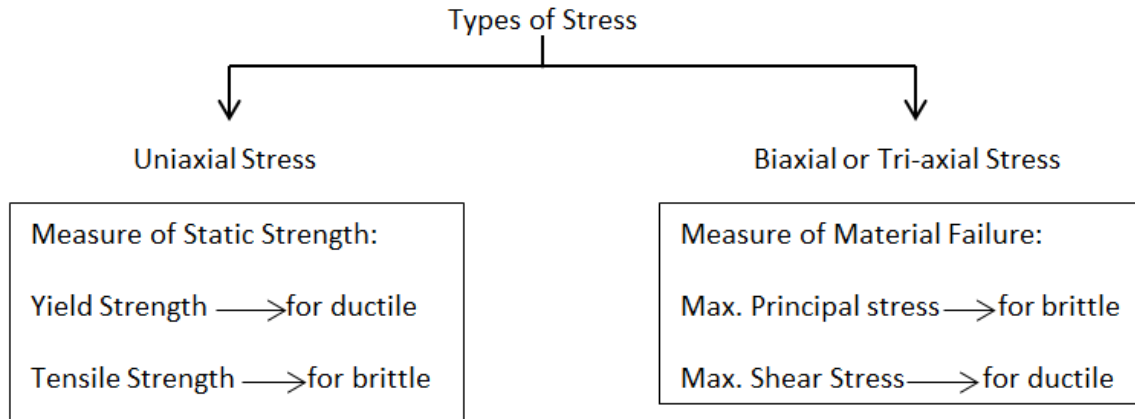 Types of Stress
Uniaxial Stress
Measure of Static Strength:
Yield Strength → for ductile
Tensile Strength → for brittle
Biaxial or Tri-axial Stress
Measure of Material Failure:
Max. Principal stress → for brittle
Max. Shear Stress → for ductile